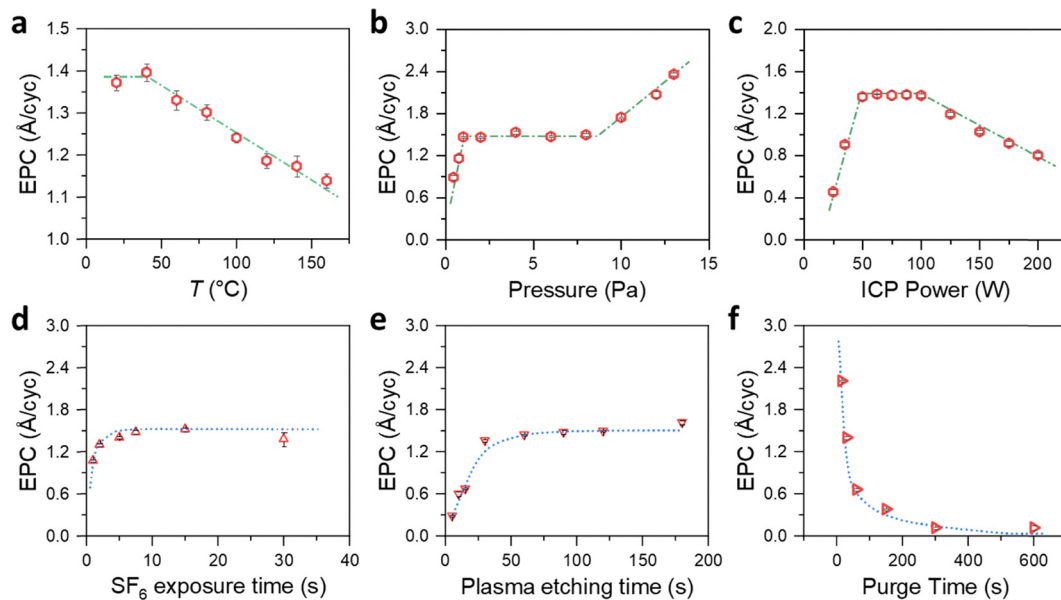 a
1.5
1.4
1.3
1.2
1.1
1.0
EPC (Å/cyc)
0 50 100 150
T (°C)
b
3.0
2.4
1.8
1.2
0.6
0.0
EPC (Å/cyc)
0 5 10 15
Pressure (Pa)
c
2.0
1.6
1.2
0.8
0.4
0.0
EPC (Å/cyc)
0 50 100 150 200
ICP Power (W)
d
3.0
2.4
1.8
1.2
0.6
0.0
EPC (Å/cyc)
0 10 20 30 40
SF₆ exposure time (s)
e
3.0
2.4
1.8
1.2
0.6
0.0
EPC (Å/cyc)
0 50 100 150 200
Plasma etching time (s)
f
3.0
2.4
1.8
1.2
0.6
0.0
EPC (Å/cyc)
0 200 400 600
Purge Time (s)